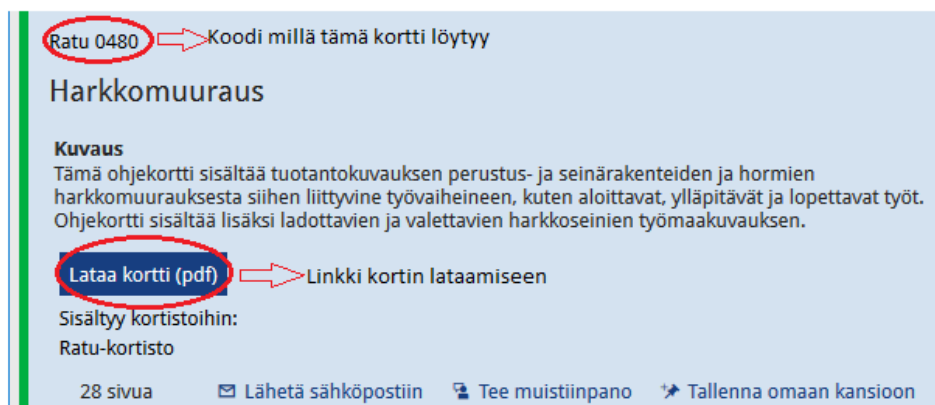 Ratu 0480 Koodi millä tämä kortti löytyy
Harkkomuuraus
Kuvaus
Tämä ohjekortti sisältää tuotantokuvauksen perustus- ja seinärakenteiden ja hormien
harkkomuurauksesta siihen liittyvine työvaiheineen, kuten aloittavat, ylläpitävät ja lopettavat työt.
Ohjekortti sisältää lisäksi ladottavien ja valettavien harkkoseinien työmaakuvauksen.
Lataa kortti (pdf) Linkki kortin lataamiseen
Sisältyy kortistoihin:
Ratu-kortisto
28 sivua Lähetä sähköpostiin Tee muistiinpano Tallenna omaan kansioon